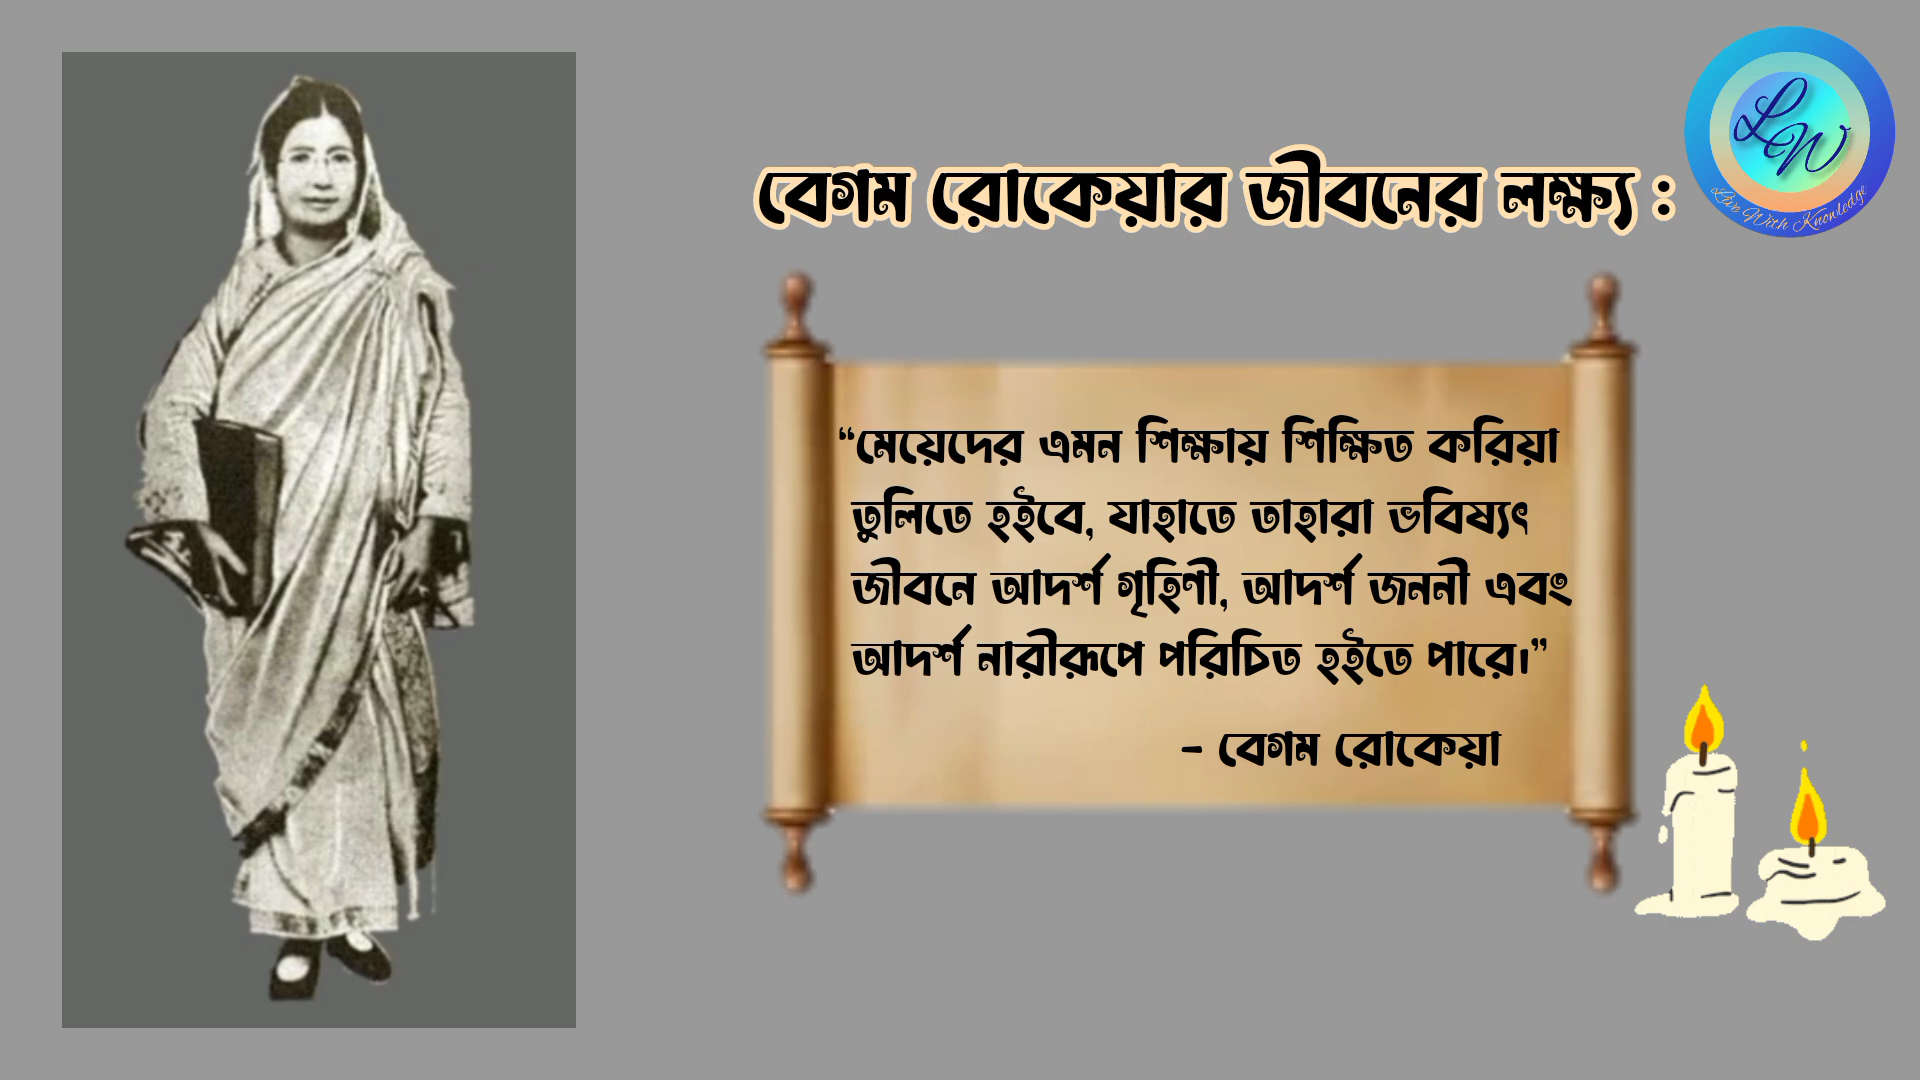 বেগম রোকেয়ার জীবনের লক্ষ্য :
LW
Live With Knowledge
“মেয়েদের এমন শিক্ষায় শিক্ষিত করিয়া
তুলিতে হইবে, যাহাতে তাহারা ভবিষ্যৎ
জীবনে আদর্শ গৃহিণী, আদর্শ জননী এবং
আদর্শ নারীরূপে পরিচিত হইতে পারে।”
- বেগম রোকেয়া